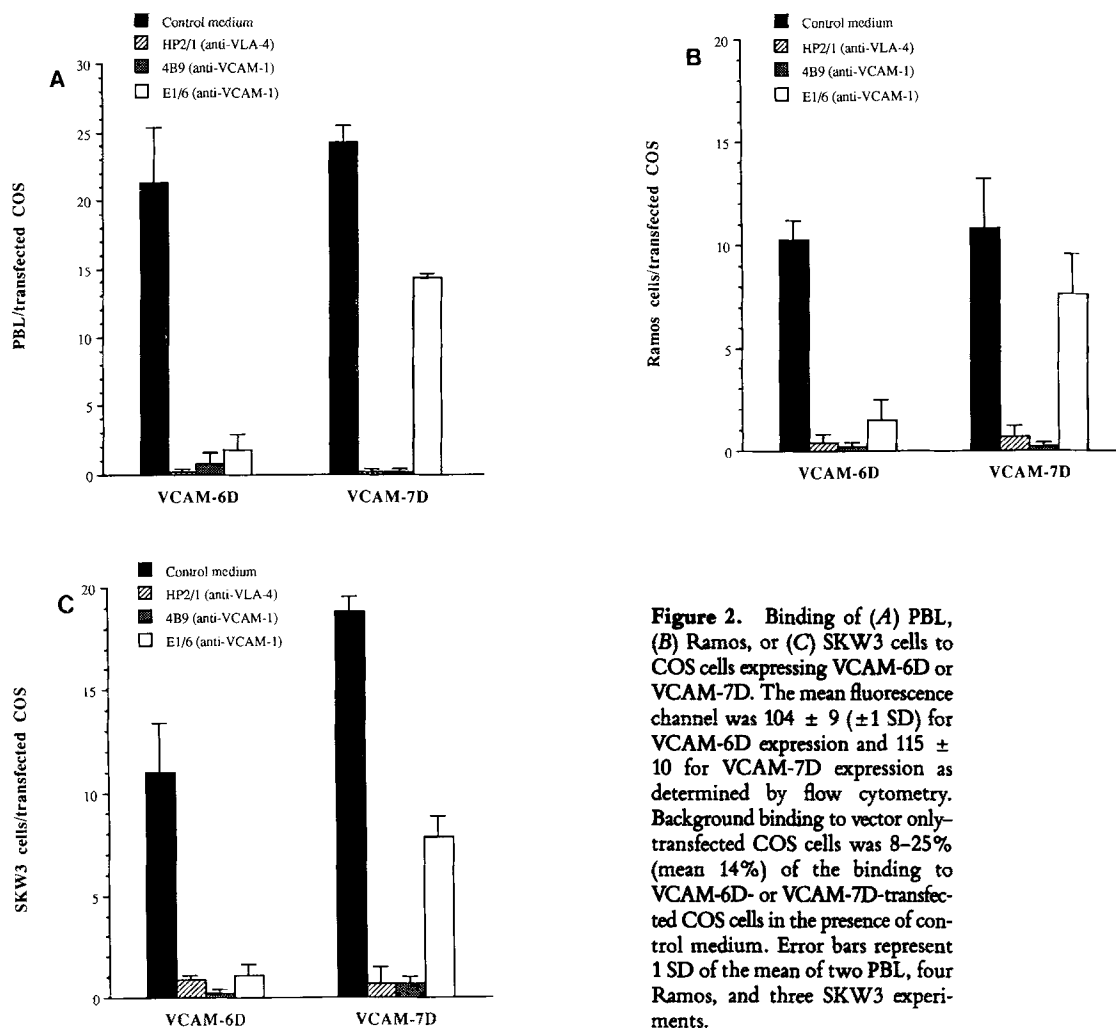 A
Control medium
HP2/1 (anti-VLA-4)
4B9 (anti-VCAM-1)
E1/6 (anti-VCAM-1)
PBL/transfected COS
30
25
20
15
10
5
0
VCAM-6D
VCAM-7D
B
Control medium
HP2/1 (anti-VLA-4)
4B9 (anti-VCAM-1)
E1/6 (anti-VCAM-1)
Ramos cells/transfected COS
20
15
10
5
0
VCAM-6D
VCAM-7D
C
Control medium
HP2/1 (anti-VLA-4)
4B9 (anti-VCAM-1)
E1/6 (anti-VCAM-1)
SKW3 cells/transfected COS
20
15
10
5
0
VCAM-6D
VCAM-7D
Figure 2. Binding of (A) PBL,
(B) Ramos, or (C) SKW3 cells to
COS cells expressing VCAM-6D or
VCAM-7D. The mean fluorescence
channel was 104 ± 9 (±1 SD) for
VCAM-6D expression and 115 ±
10 for VCAM-7D expression as
determined by flow cytometry.
Background binding to vector only–
transfected COS cells was 8–25%
(mean 14%) of the binding to
VCAM-6D- or VCAM-7D-transfec-
ted COS cells in the presence of con-
trol medium. Error bars represent
1 SD of the mean of two PBL, four
Ramos, and three SKW3 experi-
ments.